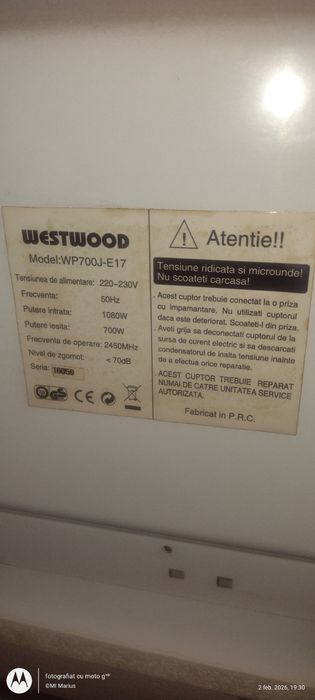 WESTWOOD
Model:WP700J-E17
Tensiunea de alimentare: 220-230V
Frecventa: 50Hz
Putere intrata: 1080W
Putere iesita: 700W
Frecventa de operare: 2450MHz
Nivel de zgomot: < 70dB
Seria: 16050
GS CE
Atentie!!
Tensiune ridicata si microunde!
Nu scoateti carcasa!
. Acest cuptor trebuie conectat la o priza
cu impamantare. Nu utilizati cuptorul
daca este deteriorat. Scoateti-l din priza.
. Aveti grija sa deconectati cuptorul de la
sursa de curent electric si sa descarcati
condensatorul de inalta tensiune inainte
de a efectua orice reparatie.
. ACEST CUPTOR TREBUIE REPARAT
NUMAI DE CATRE UNITATEA SERVICE
AUTORIZATA.
Fabricat in P.R.C.
fotografiat cu moto g⁰⁰
©MI Marius
MOTOROLA
2 feb. 2026, 19:30